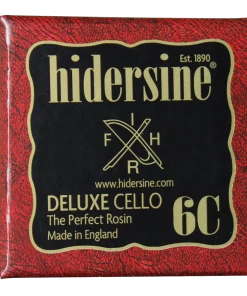 Est. 1890
hidersine®
I
F H
R
www.hidersine.com
DELUXE CELLO
The Perfect Rosin
Made in England
6C